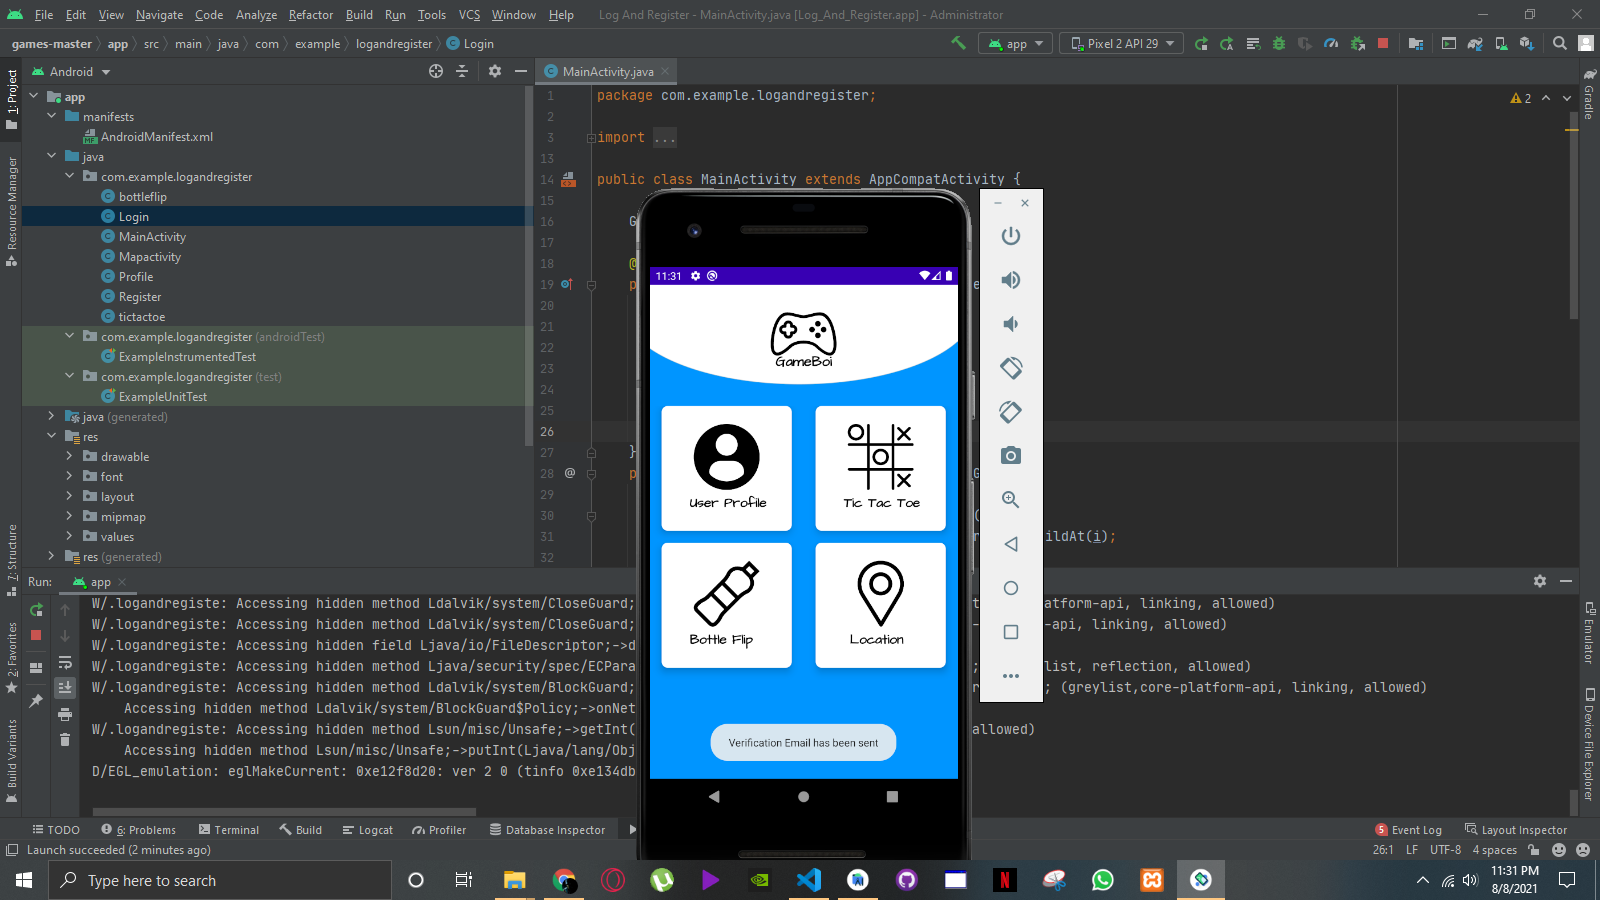 File Edit View Navigate Code Analyze Refactor Build Run Tools VCS Window Help Log And Register - MainActivity.java [Log_And_Register.app] - Administrator
games-master app src main java com example logandregister Login app Pixel 2 API 29
Android
MainActivity.java
1: Project
Resource Manager
7: Structure
2: Favorites
Build Variants
app
manifests
AndroidManifest.xml
java
com.example.logandregister
bottleflip
Login
MainActivity
Mapactivity
Profile
Register
tictactoe
com.example.logandregister (androidTest)
ExampleInstrumentedTest
com.example.logandregister (test)
ExampleUnitTest
java (generated)
res
drawable
font
layout
mipmap
values
res (generated)
1 package com.example.logandregister;
2
3 import ...
13
14 public class MainActivity extends AppCompatActivity {
15
16 G
17
18 @
19 p e
20
21
22
23
24
25
26
27 }
28 @ p G
29
30 (
31 ildAt(i);
32
2
Gradle
Emulator
Device File Explorer
11:31
GameBoi
User Profile
Tic Tac Toe
Bottle Flip
Location
Verification Email has been sent
Run: app
W/.logandregiste: Accessing hidden method Ldalvik/system/CloseGuard; platform-api, linking, allowed)
W/.logandregiste: Accessing hidden method Ldalvik/system/CloseGuard; -api, linking, allowed)
W/.logandregiste: Accessing hidden field Ljava/io/FileDescriptor;->d
W/.logandregiste: Accessing hidden method Ljava/security/spec/ECPara ; list, reflection, allowed)
W/.logandregiste: Accessing hidden method Ldalvik/system/BlockGuard; ; (greylist,core-platform-api, linking, allowed)
Accessing hidden method Ldalvik/system/BlockGuard$Policy;->onNet
W/.logandregiste: Accessing hidden method Lsun/misc/Unsafe;->getInt( allowed)
Accessing hidden method Lsun/misc/Unsafe;->putInt(Ljava/lang/Obj
D/EGL_emulation: eglMakeCurrent: 0xe12f8d20: ver 2 0 (tinfo 0xe134db
TODO 6: Problems Terminal Build Logcat Profiler Database Inspector 5 Event Log Layout Inspector
Launch succeeded (2 minutes ago) 26:1 LF UTF-8 4 spaces
Type here to search
11:31 PM
8/8/2021